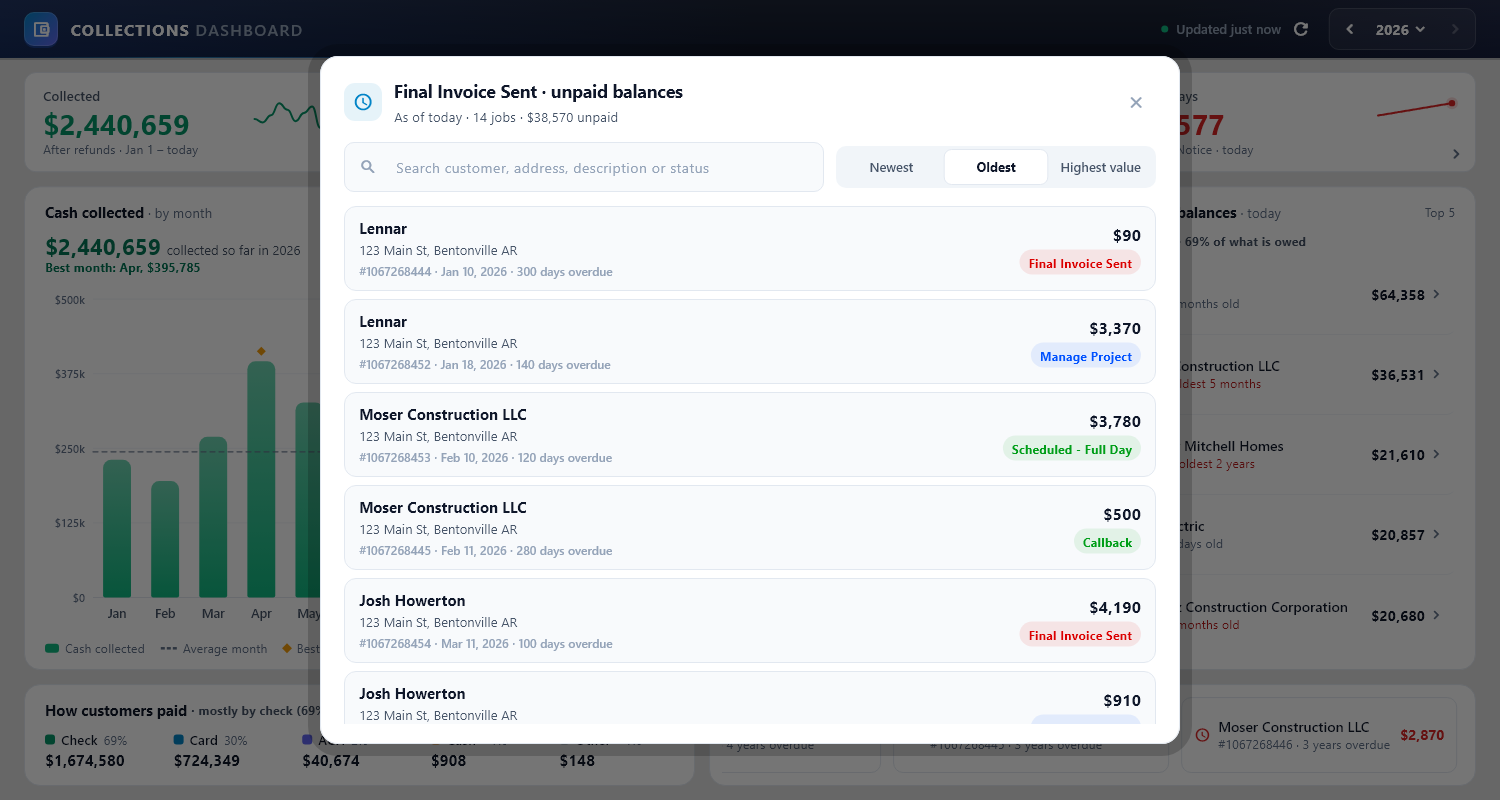 COLLECTIONS DASHBOARD
Updated just now
2026
Collected
$2,440,659
After refunds · Jan 1 – today
577
Notice · today
Final Invoice Sent · unpaid balances
As of today · 14 jobs · $38,570 unpaid
Search customer, address, description or status
Newest
Oldest
Highest value
Lennar
123 Main St, Bentonville AR
#1067268444 · Jan 10, 2026 · 300 days overdue
$90
Final Invoice Sent
Lennar
123 Main St, Bentonville AR
#1067268452 · Jan 18, 2026 · 140 days overdue
$3,370
Manage Project
Moser Construction LLC
123 Main St, Bentonville AR
#1067268453 · Feb 10, 2026 · 120 days overdue
$3,780
Scheduled - Full Day
Moser Construction LLC
123 Main St, Bentonville AR
#1067268445 · Feb 11, 2026 · 280 days overdue
$500
Callback
Josh Howerton
123 Main St, Bentonville AR
#1067268454 · Mar 11, 2026 · 100 days overdue
$4,190
Final Invoice Sent
Josh Howerton
123 Main St, Bentonville AR
$910
Cash collected · by month
$2,440,659 collected so far in 2026
Best month: Apr, $395,785
$500k
$375k
$250k
$125k
$0
Jan
Feb
Mar
Apr
May
Cash collected
Average month
Best
balances · today
Top 5
69% of what is owed
months old
$64,358
Construction LLC
oldest 5 months
$36,531
Mitchell Homes
oldest 2 years
$21,610
days old
$20,857
Construction Corporation
months old
$20,680
How customers paid · mostly by check (69%
Check 69%
$1,674,580
Card 30%
$724,349
$40,674
$908
$148
4 years overdue
#1067268445 · 3 years overdue
Moser Construction LLC
#1067268446 · 3 years overdue
$2,870